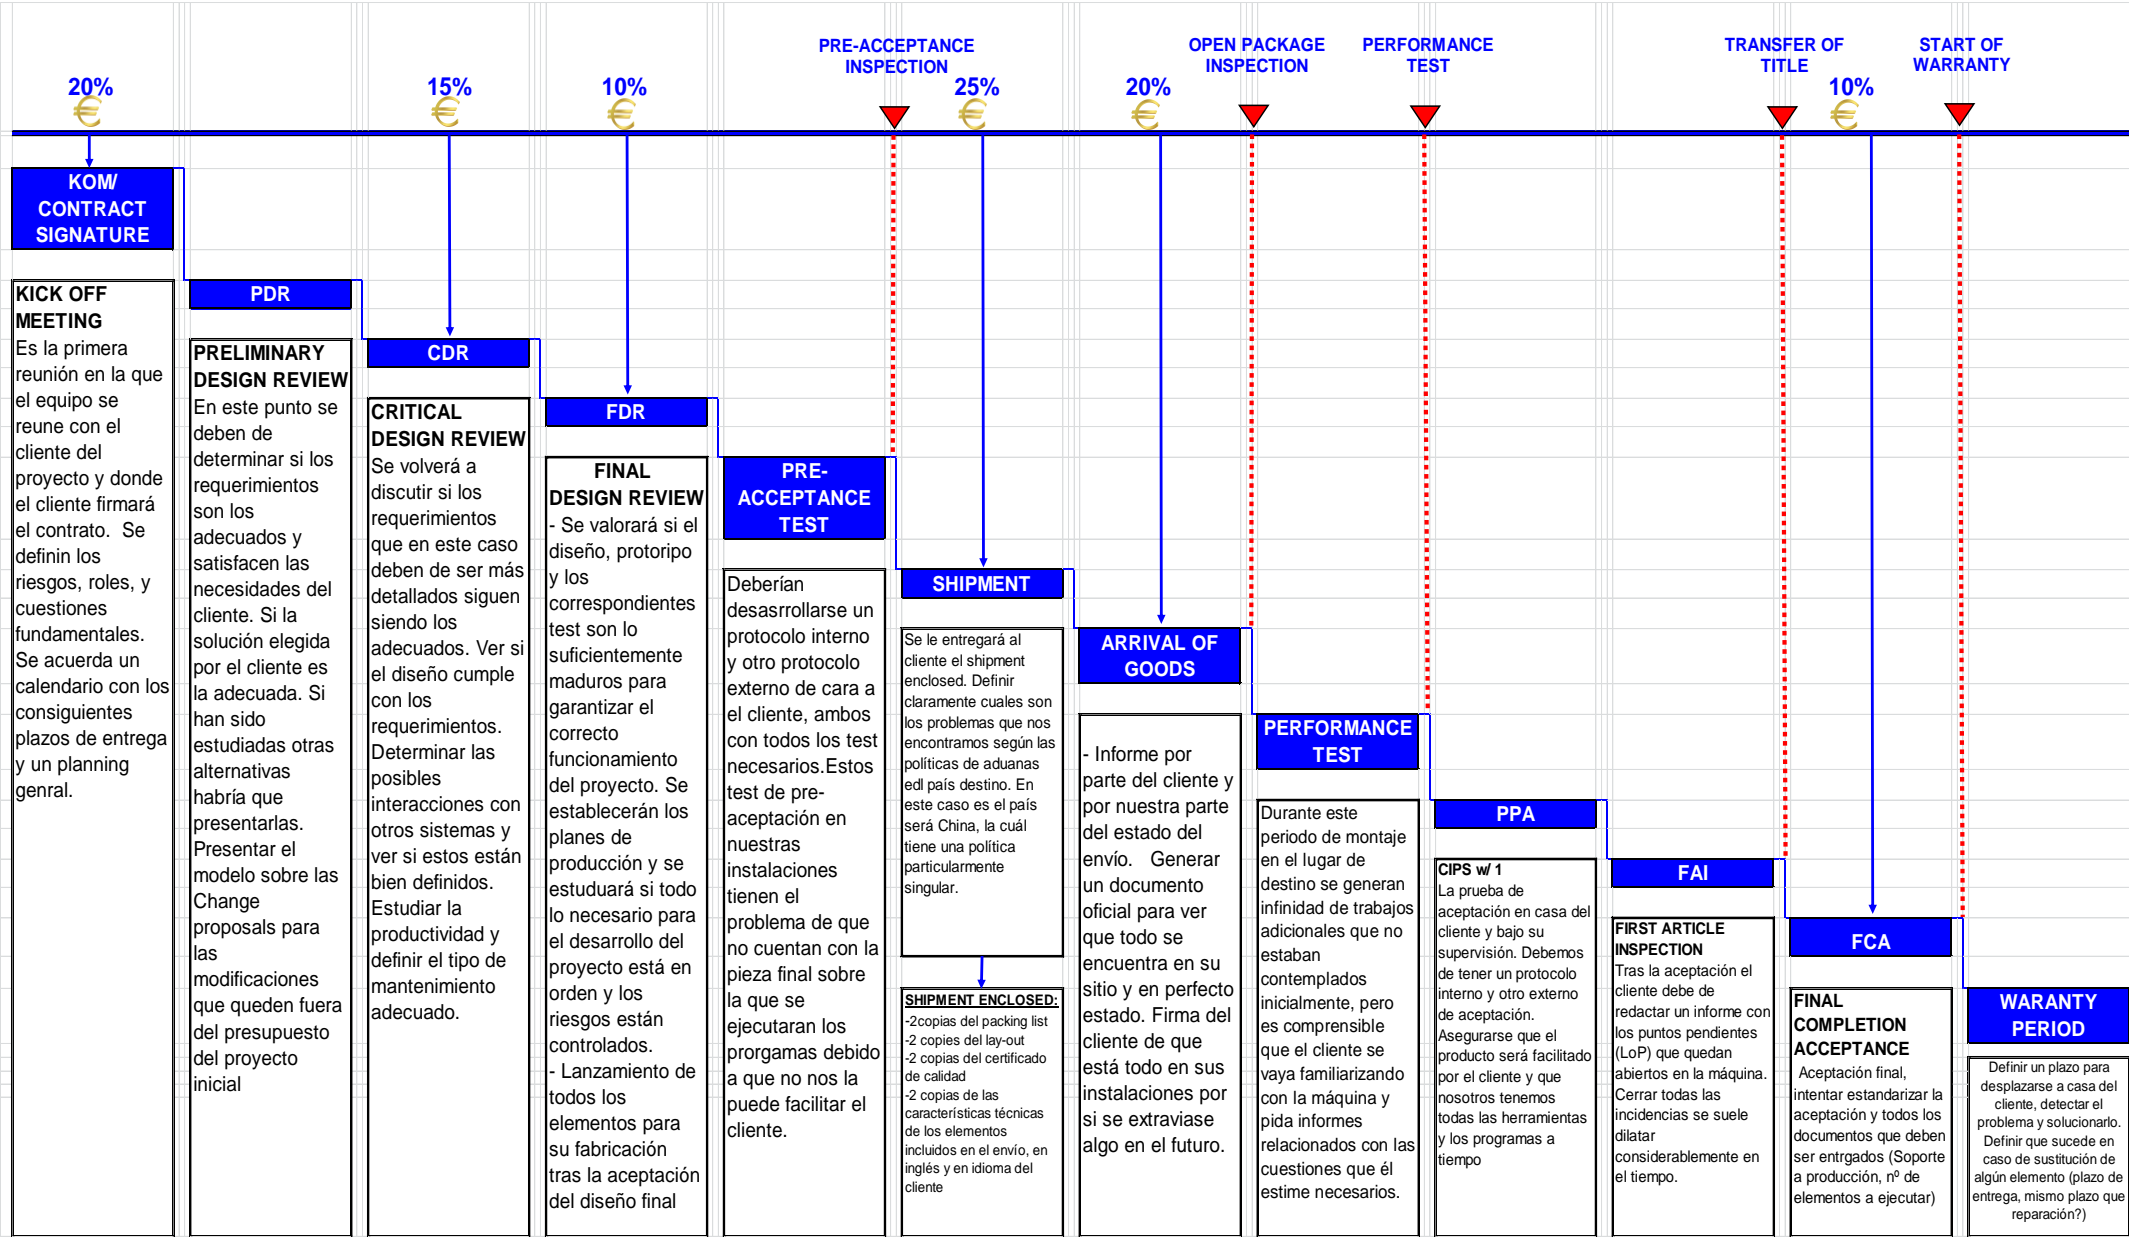 PRE-ACCEPTANCE
INSPECTION
OPEN PACKAGE
INSPECTION
PERFORMANCE
TEST
TRANSFER OF
TITLE
START OF
WARRANTY
20%
15%
10%
25%
20%
10%
KOM/
CONTRACT
SIGNATURE
KICK OFF
MEETING
Es la primera
reunión en la que
el equipo se
reune con el
cliente del
proyecto y donde
el cliente firmará
el contrato.  Se
definin los
riesgos, roles, y
cuestiones
fundamentales.
Se acuerda un
calendario con los
consiguientes
plazos de entrega
y un planning
genral.
PDR
PRELIMINARY
DESIGN REVIEW
En este punto se
deben de
determinar si los
requerimientos
son los
adecuados y
satisfacen las
necesidades del
cliente. Si la
solución elegida
por el cliente es
la adecuada. Si
han sido
estudiadas otras
alternativas
habría que
presentarlas.
Presentar el
modelo sobre las
Change
proposals para
las
modificaciones
que queden fuera
del presupuesto
del proyecto
inicial
CDR
CRITICAL
DESIGN REVIEW
Se volverá a
discutir si los
requerimientos
que en este caso
deben de ser más
detallados siguen
siendo los
adecuados. Ver si
el diseño cumple
con los
requerimientos.
Determinar las
posibles
interacciones con
otros sistemas y
ver si estos están
bien definidos.
Estudiar la
productividad y
definir el tipo de
mantenimiento
adecuado.
FDR
FINAL
DESIGN REVIEW
- Se valorará si el
diseño, protoripo
y los
correspondientes
test son lo
suficientemente
maduros para
garantizar el
correcto
funcionamiento
del proyecto. Se
establecerán los
planes de
producción y se
estuduará si todo
lo necesario para
el desarrollo del
proyecto está en
orden y los
riesgos están
controlados.
- Lanzamiento de
todos los
elementos para
su fabricación
tras la aceptación
del diseño final
PRE-
ACCEPTANCE
TEST
Deberían
desasrrollarse un
protocolo interno
y otro protocolo
externo de cara a
el cliente, ambos
con todos los test
necesarios.Estos
test de pre-
aceptación en
nuestras
instalaciones
tienen el
problema de que
no cuentan con la
pieza final sobre
la que se
ejecutaran los
prorgamas debido
a que no nos la
puede facilitar el
cliente.
SHIPMENT
Se le entregará al
cliente el shipment
enclosed. Definir
claramente cuales son
los problemas que nos
encontramos según las
políticas de aduanas
edl país destino. En
este caso es el país
será China, la cuál
tiene una política
particularmente
singular.
SHIPMENT ENCLOSED:
-2copias del packing list
-2 copies del lay-out
-2 copias del certificado
de calidad
-2 copias de las
características técnicas
de los elementos
incluidos en el envío, en
inglés y en idioma del
cliente
ARRIVAL OF
GOODS
- Informe por
parte del cliente y
por nuestra parte
del estado del
envío.   Generar
un documento
oficial para ver
que todo se
encuentra en su
sitio y en perfecto
estado. Firma del
cliente de que
está todo en sus
instalaciones por
si se extraviase
algo en el futuro.
PERFORMANCE
TEST
Durante este
periodo de montaje
en el lugar de
destino se generan
infinidad de trabajos
adicionales que no
estaban
contemplados
inicialmente, pero
es comprensible
que el cliente se
vaya familiarizando
con la máquina y
pida informes
relacionados con las
cuestiones que él
estime necesarios.
PPA
CIPS w/ 1
La prueba de
aceptación en casa del
cliente y bajo su
supervisión. Debemos
de tener un protocolo
interno y otro externo
de aceptación.
Asegurarse que el
producto será facilitado
por el cliente y que
nosotros tenemos
todas las herramientas
y los programas a
tiempo
FAI
FIRST ARTICLE
INSPECTION
Tras la aceptación el
cliente debe de
redactar un informe con
los puntos pendientes
(LoP) que quedan
abiertos en la máquina.
Cerrar todas las
incidencias se suele
dilatar
considerablemente en
el tiempo.
FCA
FINAL
COMPLETION
ACCEPTANCE
Aceptación final,
intentar estandarizar la
aceptación y todos los
documentos que deben
ser entrgados (Soporte
a producción, nº de
elementos a ejecutar)
WARANTY
PERIOD
Definir un plazo para
desplazarse a casa del
cliente, detectar el
problema y solucionarlo.
Definir que sucede en
caso de sustitución de
algún elemento (plazo de
entrega, mismo plazo que
reparación?)